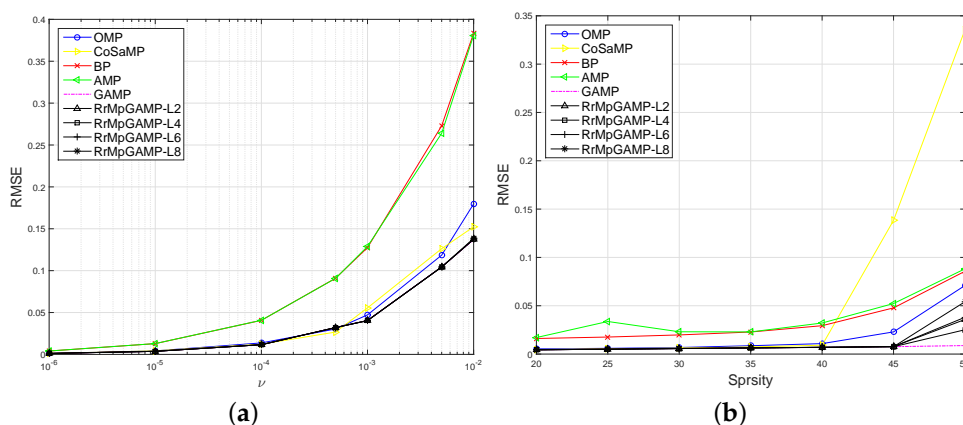 0.4
0.35
0.3
0.25
0.2
0.15
0.1
0.05
0
RMSE
OMP
CoSaMP
BP
AMP
GAMP
RrMpGAMP-L2
RrMpGAMP-L4
RrMpGAMP-L6
RrMpGAMP-L8
10⁻⁶ 10⁻⁵ 10⁻⁴ 10⁻³ 10⁻²
ν
(a)
0.35
0.3
0.25
0.2
0.15
0.1
0.05
0
RMSE
OMP
CoSaMP
BP
AMP
GAMP
RrMpGAMP-L2
RrMpGAMP-L4
RrMpGAMP-L6
RrMpGAMP-L8
20 25 30 35 40 45
Sprsity
(b)